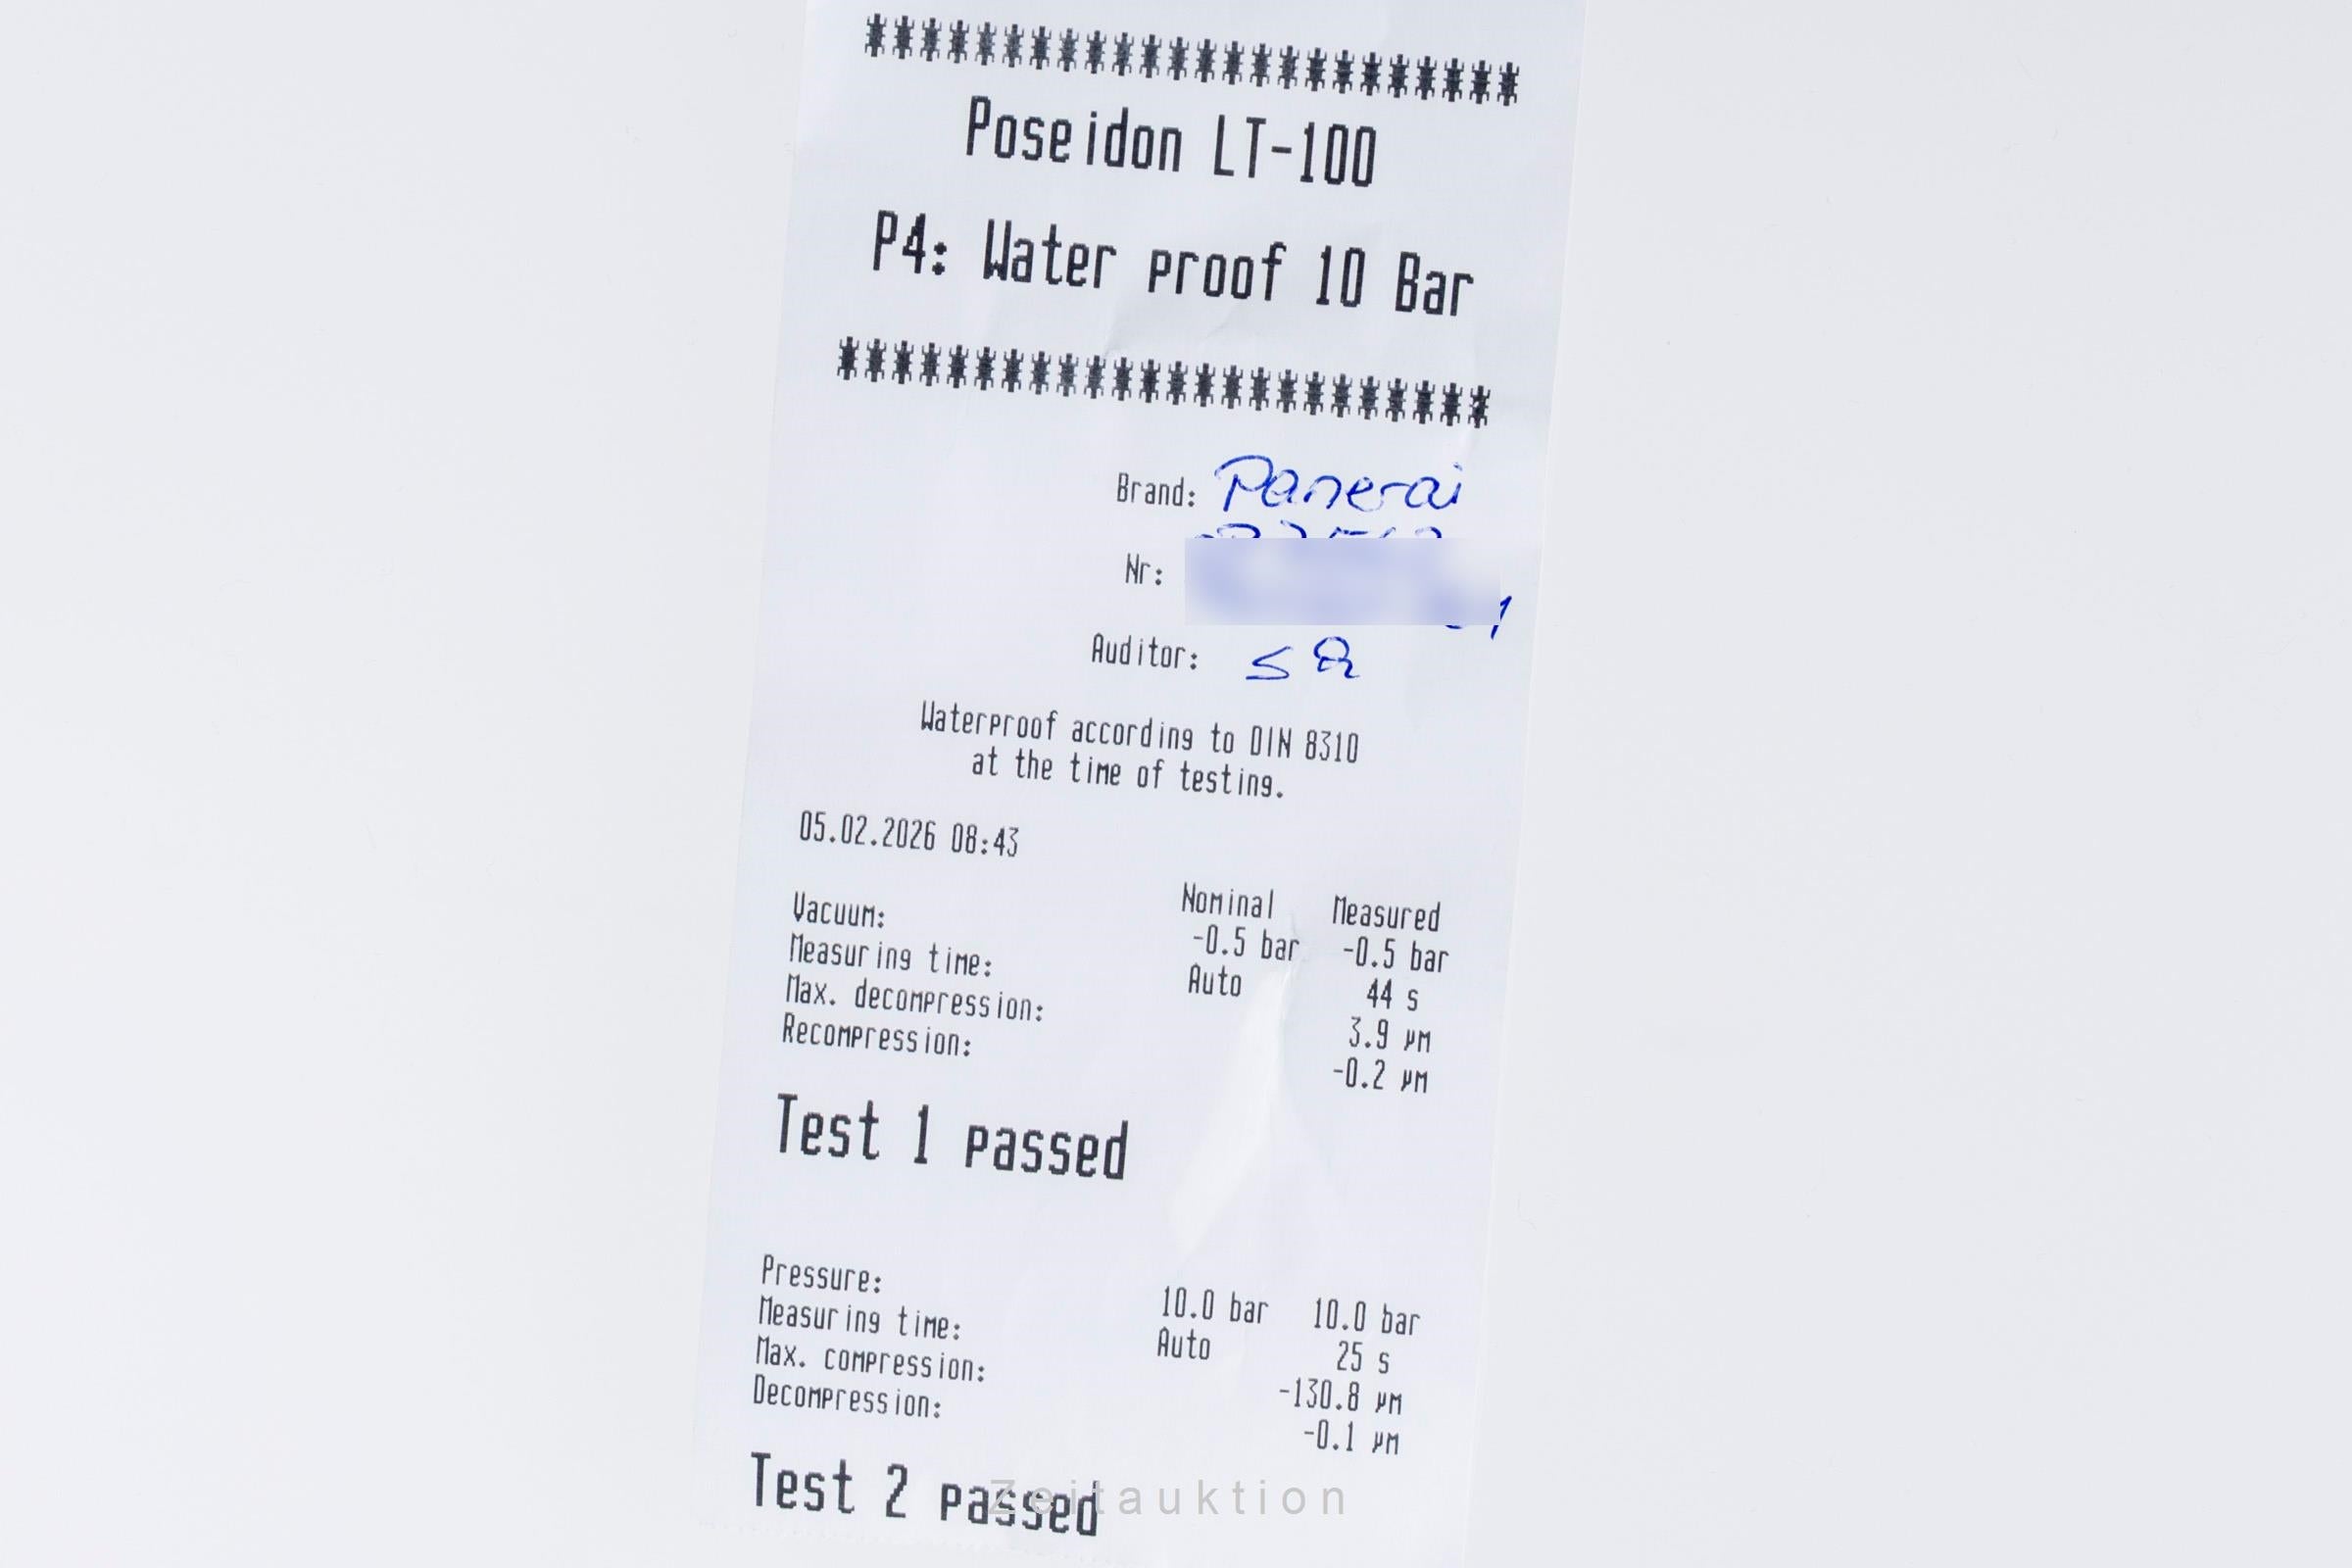 ************************
Poseidon LT-100
P4: Water proof 10 Bar
************************
Brand: Panerai
Nr:
Auditor: SR
Waterproof according to DIN 8310
at the time of testing.
05.02.2026 08:43
Nominal Measured
Vacuum: -0.5 bar -0.5 bar
Measuring time: Auto 44 s
Max. decompression: 3.9 µm
Recompression: -0.2 µm
Test 1 passed
Pressure: 10.0 bar 10.0 bar
Measuring time: Auto 25 s
Max. compression: -130.8 µm
Decompression: -0.1 µm
Test 2 passed
Zeitauktion